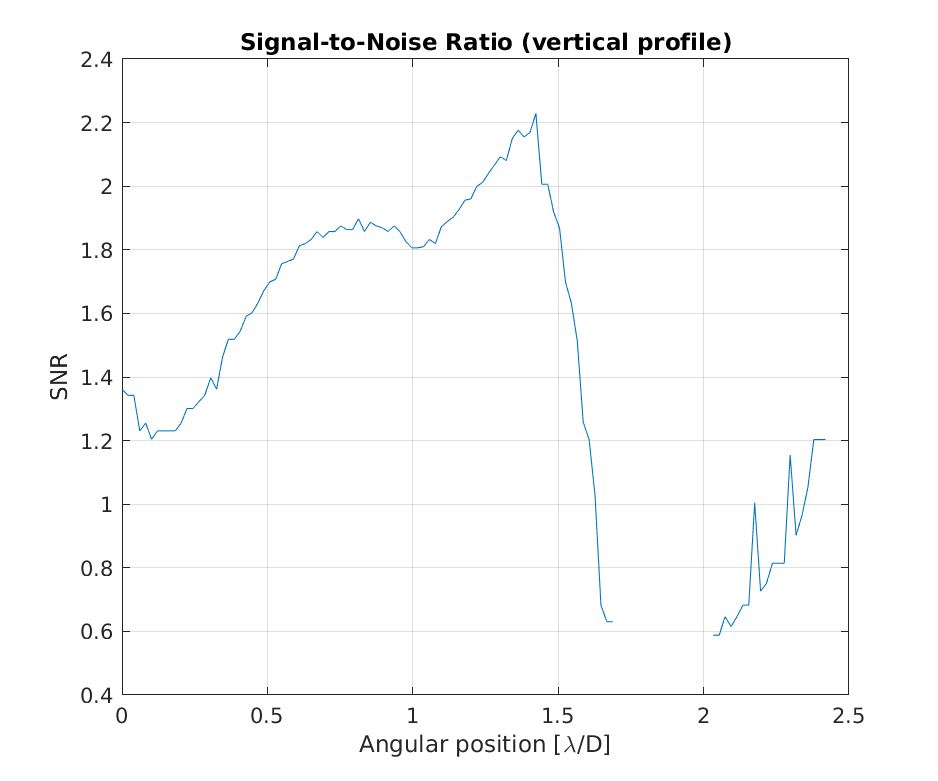 Signal-to-Noise Ratio (vertical profile)
2.4
2.2
2
1.8
1.6
1.4
1.2
1
0.8
0.6
0.4
SNR
0 0.5 1 1.5 2 2.5
Angular position [λ/D]